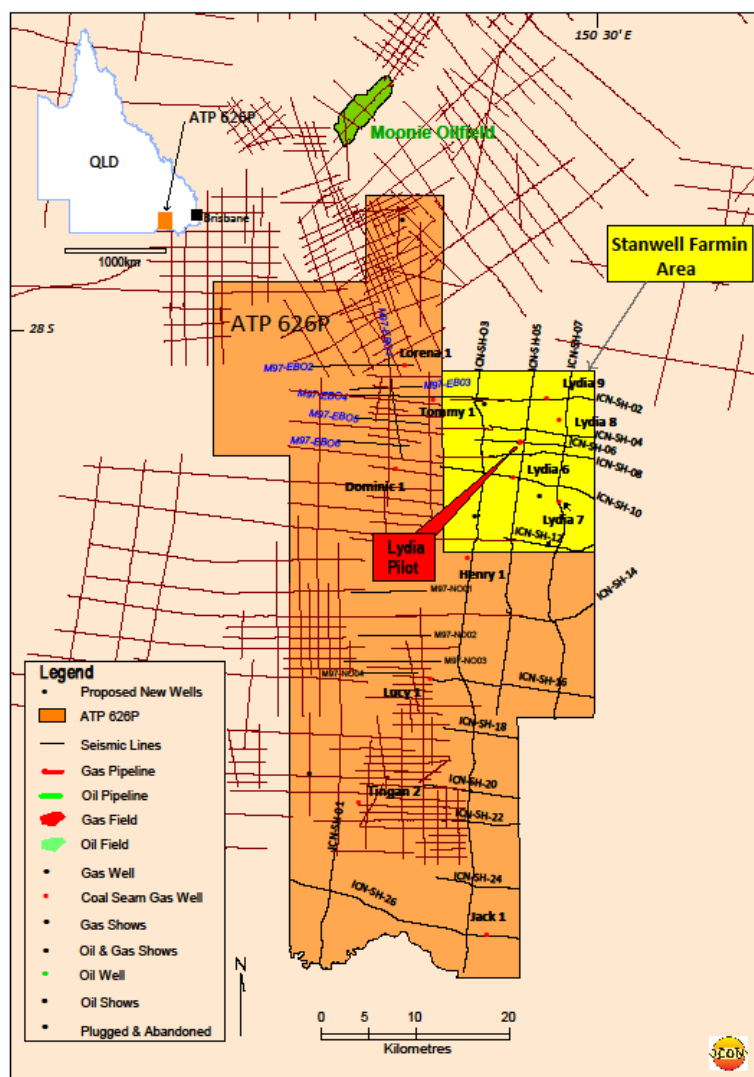 150 30' E
ATP 626P
Moonie Oilfield
QLD
Brisbane
1000km
Stanwell Farmin
Area
28 S
ATP 626P
ICN-SH-03
ICN-SH-05
ICN-SH-07
Lorena 1
M97-EBO2
M97-EB03
Lydia 9
ICN-SH-02
M97-EBO4
Tommy 1
Lydia 8
M97-EBO5
ICN-SH-04
ICN-SH-06
M97-EBO6
ICN-SH-08
Lydia 6
Dominic 1
ICN-SH-10
Lydia 7
ICN-SH-12
Lydia
Pilot
Henry 1
ICN-SH-14
M97-NO01
M97-NO02
M97-NO03
M97-NO04
ICN-SH-16
Lucy 1
ICN-SH-18
ICN-SH-20
Tingan 2
ICN-SH-01
ICN-SH-22
ICN-SH-24
ICN-SH-26
Jack 1
Legend
Proposed New Wells
ATP 626P
Seismic Lines
Gas Pipeline
Oil Pipeline
Gas Field
Oil Field
Gas Well
Coal Seam Gas Well
Gas Shows
Oil & Gas Shows
Oil Well
Oil Shows
Plugged & Abandoned
N
0 5 10 20
Kilometres
ICON